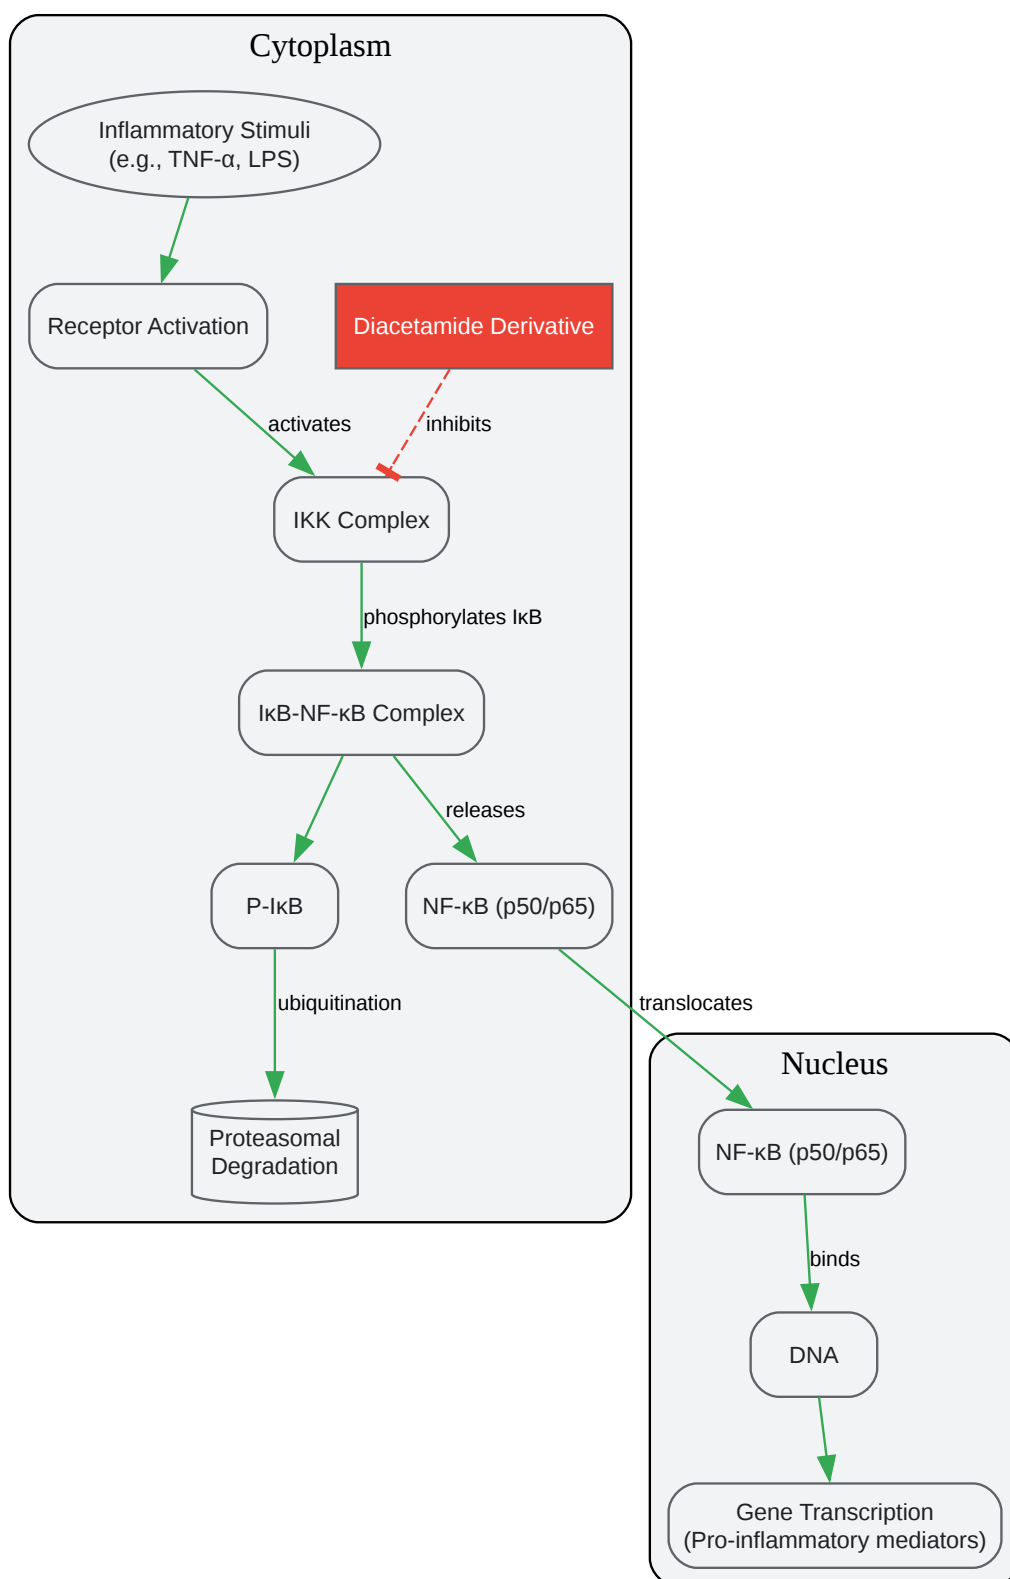 Cytoplasm
Inflammatory Stimuli
(e.g., TNF-α, LPS)
Receptor Activation
Diacetamide Derivative
activates
inhibits
IKK Complex
phosphorylates IκB
IκB-NF-κB Complex
releases
P-IκB
NF-κB (p50/p65)
ubiquitination
translocates
Proteasomal
Degradation
Nucleus
NF-κB (p50/p65)
binds
DNA
Gene Transcription
(Pro-inflammatory mediators)